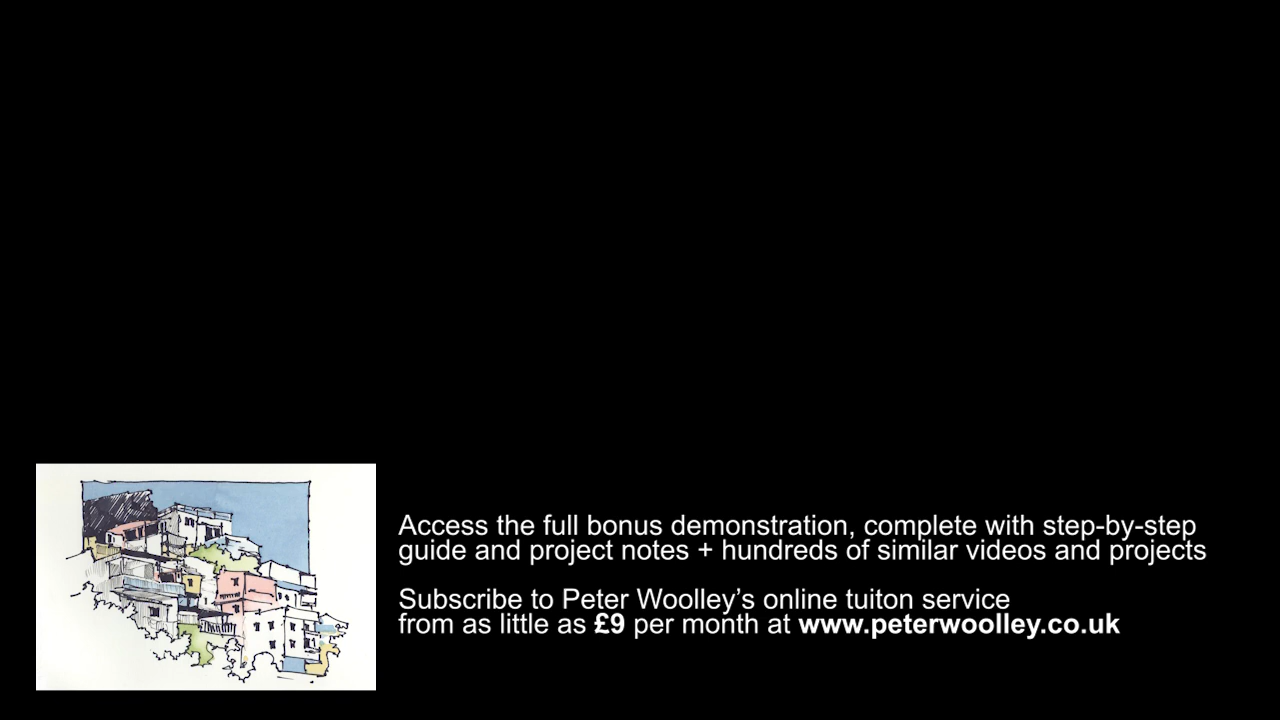 Access the full bonus demonstration, complete with step-by-step
guide and project notes + hundreds of similar videos and projects
Subscribe to Peter Woolley’s online tuiton service
from as little as £9 per month at www.peterwoolley.co.uk